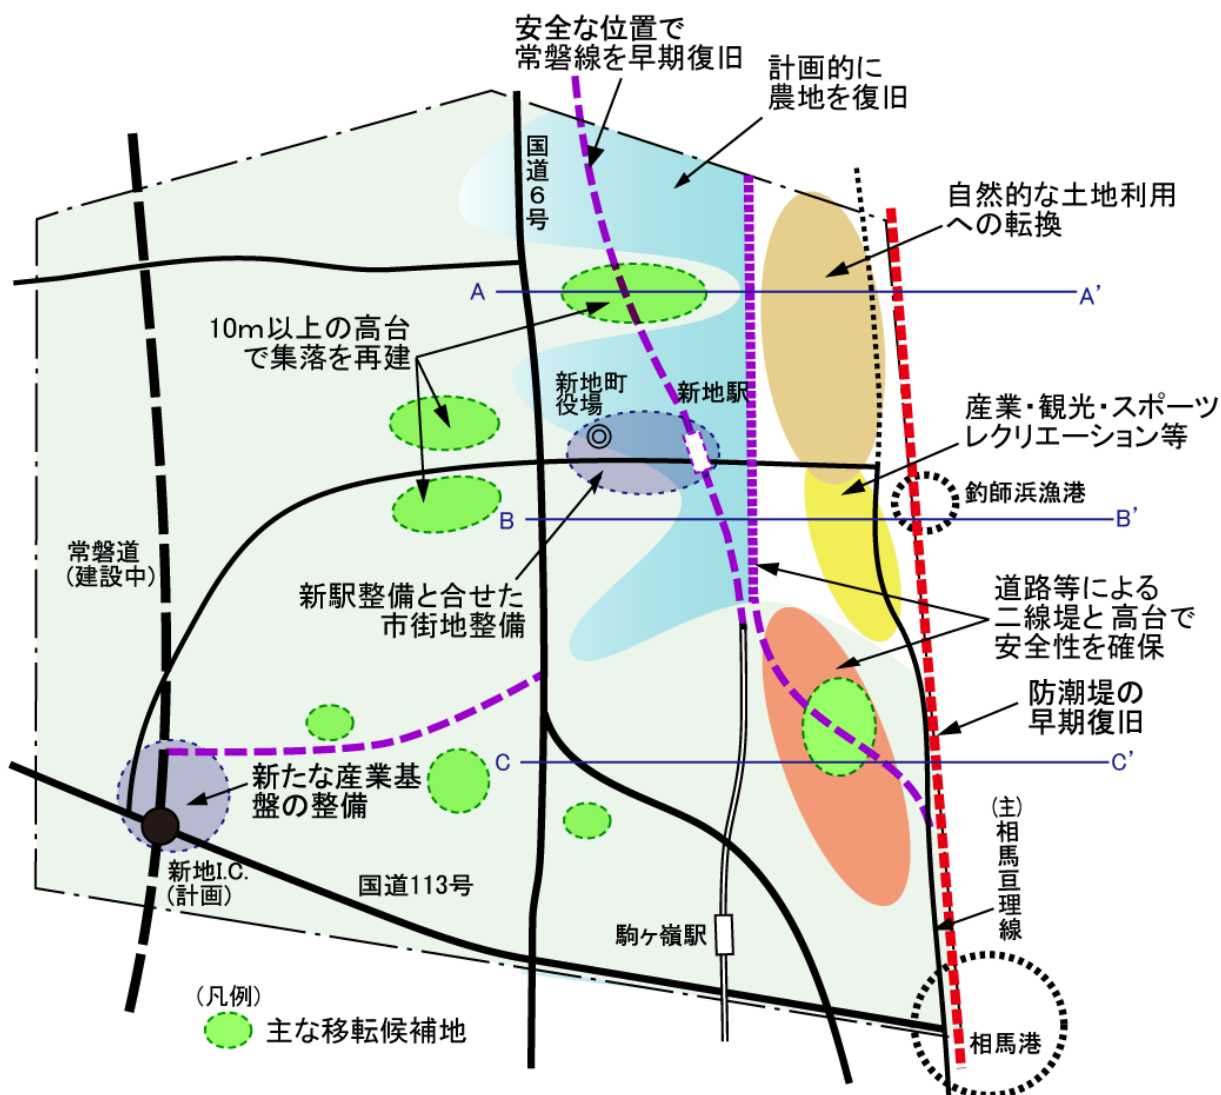 安全な位置で
常磐線を早期復旧
計画的に
農地を復旧
国道6号
自然的な土地利用
への転換
A
A'
10m以上の高台
で集落を再建
新地町
役場
新地駅
産業・観光・スポーツ
レクリエーション等
釣師浜漁港
B
B'
常磐道
(建設中)
新駅整備と合せた
市街地整備
道路等による
二線堤と高台で
安全性を確保
防潮堤の
早期復旧
C
C'
新たな産業基
盤の整備
(主)相馬亘理線
新地I.C.
(計画)
国道113号
駒ヶ嶺駅
(凡例)
主な移転候補地
相馬港